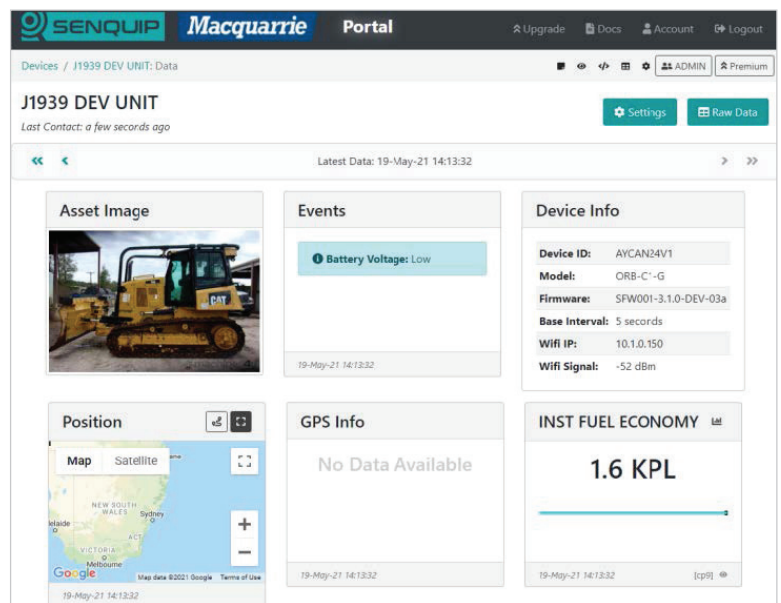 SENQUIP Macquarrie Portal Upgrade Docs Account Logout
Devices / J1939 DEV UNIT: Data ADMIN Premium
J1939 DEV UNIT
Last Contact: a few seconds ago
Settings Raw Data
Latest Data: 19-May-21 14:13:32
Asset Image
CAT
Events
Battery Voltage: Low
19-May-21 14:13:32
Device Info
Device ID: AYCAN24V1
Model: ORB-C'-G
Firmware: SFW001-3.1.0-DEV-03a
Base Interval: 5 seconds
Wifi IP: 10.1.0.150
Wifi Signal: -52 dBm
Position
Map Satellite
NEW SOUTH
WALES
Sydney
ACT
VICTORIA
Melbourne
Google Map data ©2021 Google Terms of Use
19-May-21 14:13:32
GPS Info
No Data Available
19-May-21 14:13:32
INST FUEL ECONOMY
1.6 KPL
19-May-21 14:13:32 [cp9]